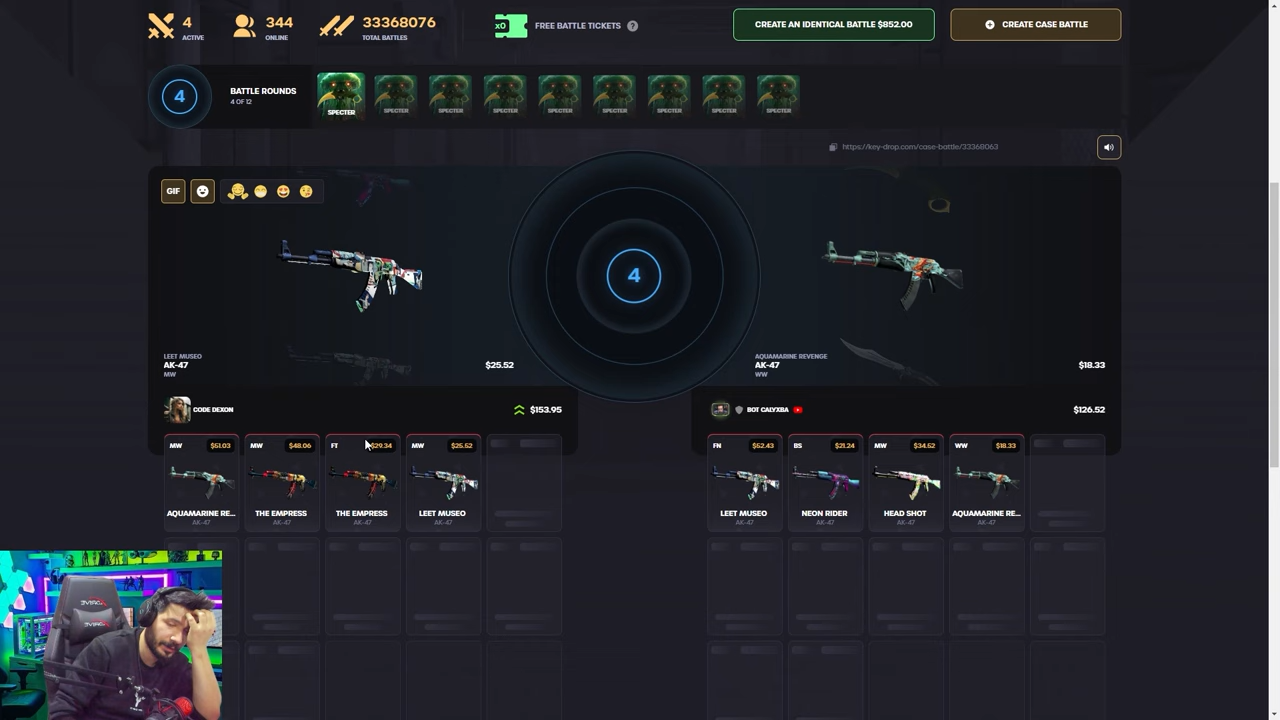 4
ACTIVE
344
ONLINE
33368076
TOTAL BATTLES
x0
FREE BATTLE TICKETS ?
CREATE AN IDENTICAL BATTLE $852.00
CREATE CASE BATTLE
4
BATTLE ROUNDS
4 OF 12
SPECTER
SPECTER
SPECTER
SPECTER
SPECTER
SPECTER
SPECTER
SPECTER
SPECTER
https://key-drop.com/case-battle/33368063
GIF
4
LEET MUSEO
AK-47
MW
$25.52
AQUAMARINE REVENGE
AK-47
WW
$18.33
CODE DEXON
$153.95
BOT CALYXBA
$126.52
MW $51.03
MW $48.06
FT $29.34
MW $25.52
FN $52.43
BS $21.24
MW $34.52
WW $18.33
AQUAMARINE RE...
THE EMPRESS
THE EMPRESS
LEET MUSEO
LEET MUSEO
NEON RIDER
HEAD SHOT
AQUAMARINE RE...
AK-47
AK-47
AK-47
AK-47
AK-47
AK-47
AK-47
AK-47